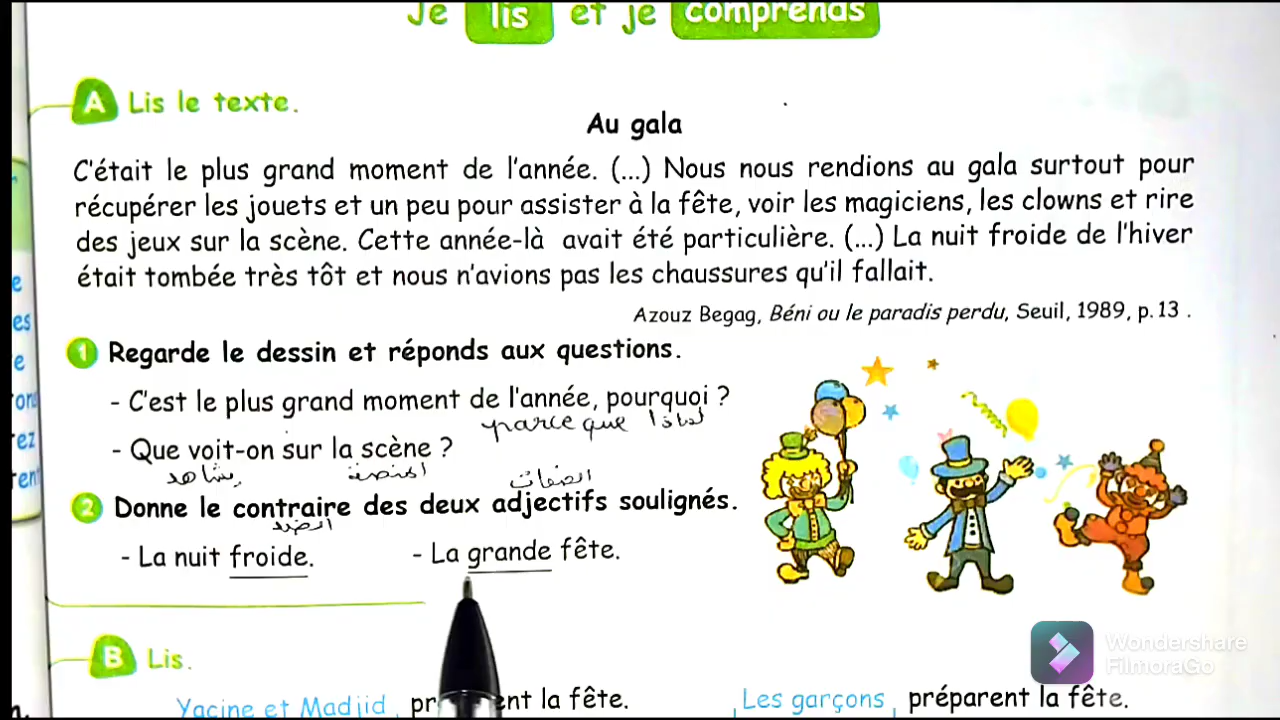 Je lis et je comprends
A Lis le texte.
Au gala
C'était le plus grand moment de l'année. (...) Nous nous rendions au gala surtout pour
récupérer les jouets et un peu pour assister à la fête, voir les magiciens, les clowns et rire
des jeux sur la scène. Cette année-là avait été particulière. (...) La nuit froide de l'hiver
était tombée très tôt et nous n'avions pas les chaussures qu'il fallait.
Azouz Begag, Béni ou le paradis perdu, Seuil, 1989, p.13 .
1 Regarde le dessin et réponds aux questions.
- C'est le plus grand moment de l'année, pourquoi ?
parce que لماذا
- Que voit-on sur la scène ?
يشاهد المنصة الصفات
2 Donne le contraire des deux adjectifs soulignés.
الضد
- La nuit froide. - La grande fête.
B Lis.
Yacine et Madjid, la fête. Les garçons, préparent la fête.
Wondershare
FilmoraGo
e
es
e
ez